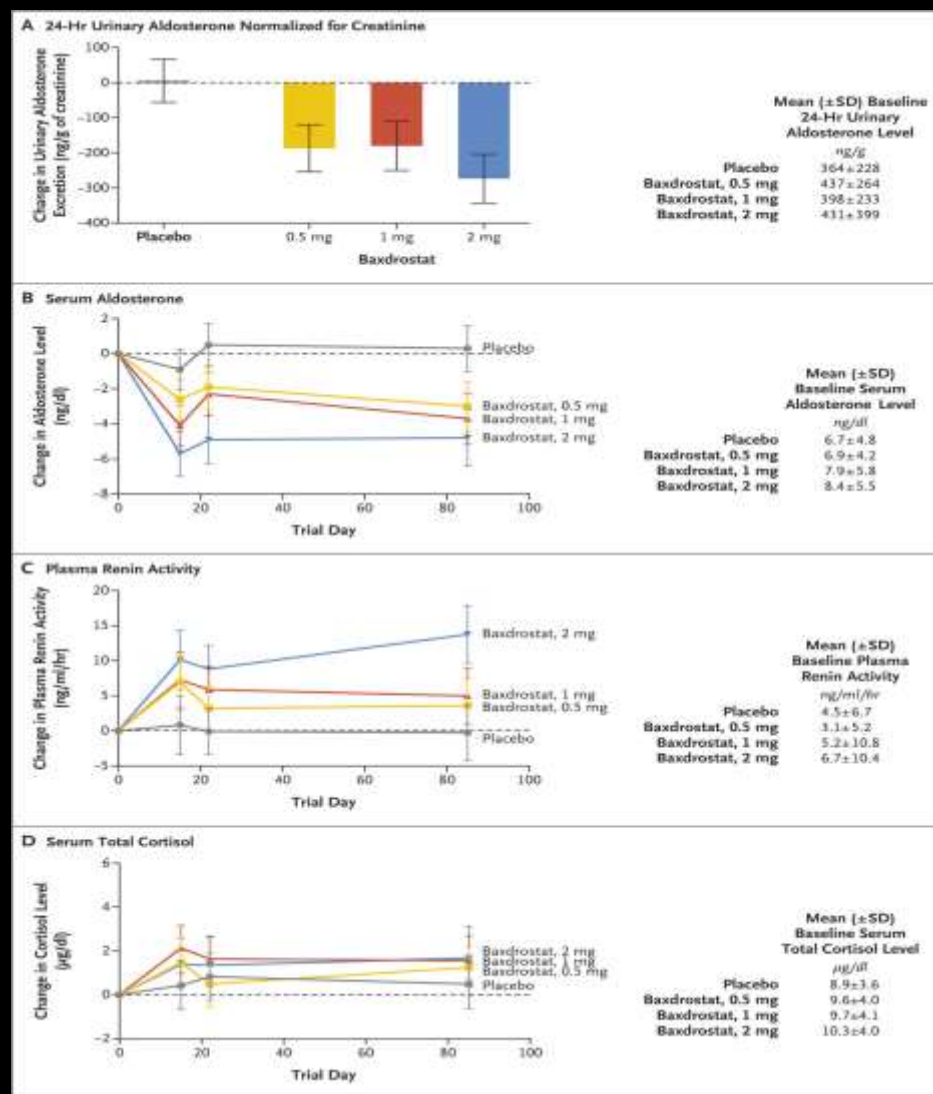 A 24-Hr Urinary Aldosterone Normalized for Creatinine
Change in Urinary Aldosterone
Excretion (ng/g of creatinine)
100
0
-100
-200
-300
-400
Placebo
0.5 mg
1 mg
2 mg
Baxdrostat
Mean (±SD) Baseline
24-Hr Urinary
Aldosterone Level
ng/g
Placebo 364±228
Baxdrostat, 0.5 mg 437±264
Baxdrostat, 1 mg 398±233
Baxdrostat, 2 mg 431±399
B Serum Aldosterone
Change in Aldosterone Level
(ng/dl)
2
0
-2
-4
-6
-8
0 20 40 60 80 100
Trial Day
Placebo
Baxdrostat, 0.5 mg
Baxdrostat, 1 mg
Baxdrostat, 2 mg
Mean (±SD)
Baseline Serum
Aldosterone Level
ng/dl
Placebo 6.7±4.8
Baxdrostat, 0.5 mg 6.9±4.2
Baxdrostat, 1 mg 7.9±5.8
Baxdrostat, 2 mg 8.4±5.5
C Plasma Renin Activity
Change in Plasma Renin Activity
(ng/ml/hr)
20
15
10
5
0
-5
0 20 40 60 80 100
Trial Day
Baxdrostat, 2 mg
Baxdrostat, 1 mg
Baxdrostat, 0.5 mg
Placebo
Mean (±SD)
Baseline Plasma
Renin Activity
ng/ml/hr
Placebo 4.5±6.7
Baxdrostat, 0.5 mg 3.1±5.2
Baxdrostat, 1 mg 5.2±10.8
Baxdrostat, 2 mg 6.7±10.4
D Serum Total Cortisol
Change in Cortisol Level
(µg/dl)
6
4
2
0
-2
0 20 40 60 80 100
Trial Day
Baxdrostat, 2 mg
Baxdrostat, 1 mg
Baxdrostat, 0.5 mg
Placebo
Mean (±SD)
Baseline Serum
Total Cortisol Level
µg/dl
Placebo 8.9±3.6
Baxdrostat, 0.5 mg 9.6±4.0
Baxdrostat, 1 mg 9.7±4.1
Baxdrostat, 2 mg 10.3±4.0